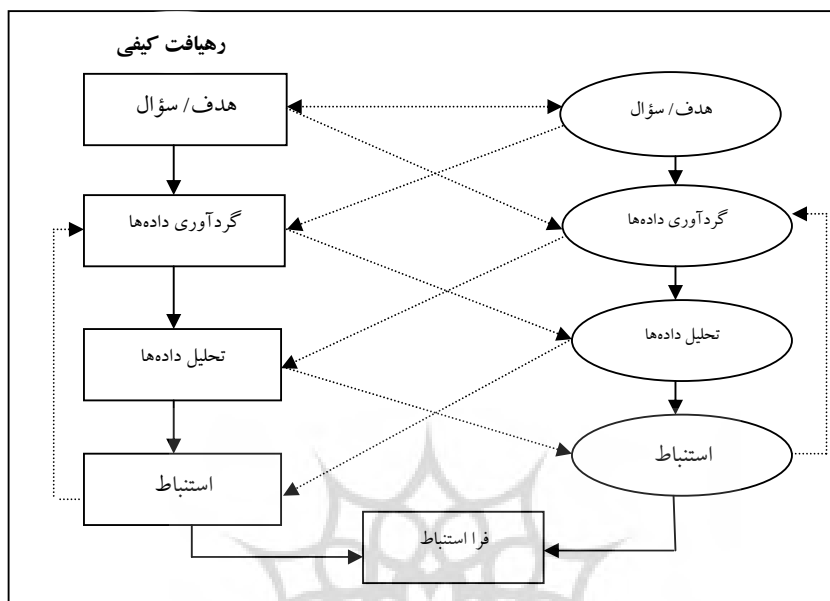 رهیافت کیفی
هدف/ سؤال
هدف/ سؤال
گردآوری داده‌ها
گردآوری داده‌ها
تحلیل داده‌ها
تحلیل داده‌ها
استنباط
استنباط
فرا استنباط